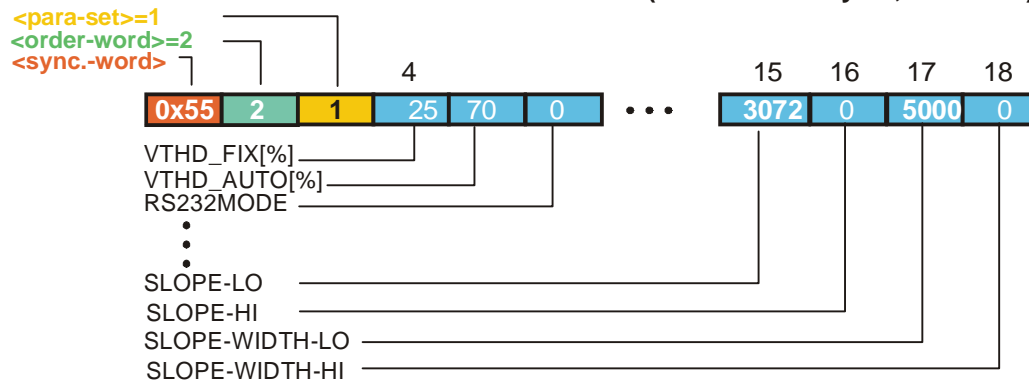 <para-set>=1
<order-word>=2
<sync.-word>
4 15 16 17 18
0x55 2 1 25 70 0 • • • 3072 0 5000 0
VTHD_FIX[%]
VTHD_AUTO[%]
RS232MODE
SLOPE-LO
SLOPE-HI
SLOPE-WIDTH-LO
SLOPE-WIDTH-HI